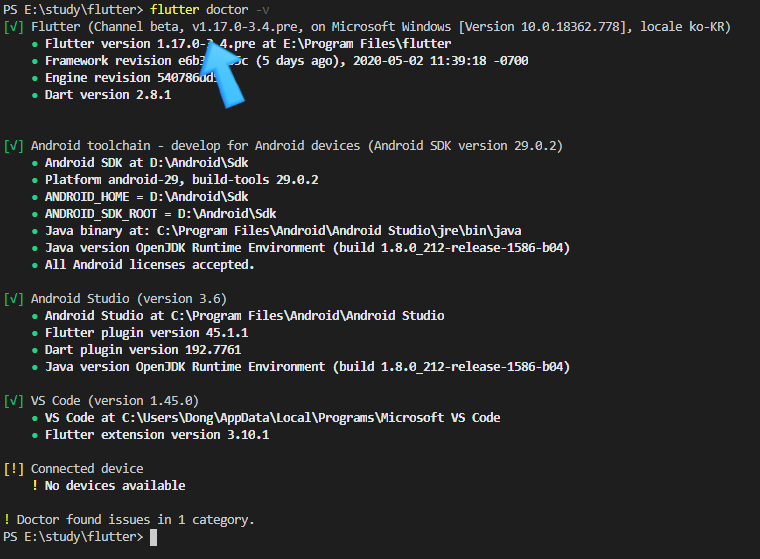 PS E:\study\flutter> flutter doctor -v
[√] Flutter (Channel beta, v1.17.0-3.4.pre, on Microsoft Windows [Version 10.0.18362.778], locale ko-KR)
• Flutter version 1.17.0-3.4.pre at E:\Program Files\flutter
• Framework revision (5 days ago), 2020-05-02 11:39:18 -0700
• Engine revision
• Dart version 2.8.1
[√] Android toolchain - develop for Android devices (Android SDK version 29.0.2)
• Android SDK at D:\Android\Sdk
• Platform android-29, build-tools 29.0.2
• ANDROID_HOME = D:\Android\Sdk
• ANDROID_SDK_ROOT = D:\Android\Sdk
• Java binary at: C:\Program Files\Android\Android Studio\jre\bin\java
• Java version OpenJDK Runtime Environment (build 1.8.0_212-release-1586-b04)
• All Android licenses accepted.
[√] Android Studio (version 3.6)
• Android Studio at C:\Program Files\Android\Android Studio
• Flutter plugin version 45.1.1
• Dart plugin version 192.7761
• Java version OpenJDK Runtime Environment (build 1.8.0_212-release-1586-b04)
[√] VS Code (version 1.45.0)
• VS Code at C:\Users\Dong\AppData\Local\Programs\Microsoft VS Code
• Flutter extension version 3.10.1
[!] Connected device
! No devices available
! Doctor found issues in 1 category.
PS E:\study\flutter>